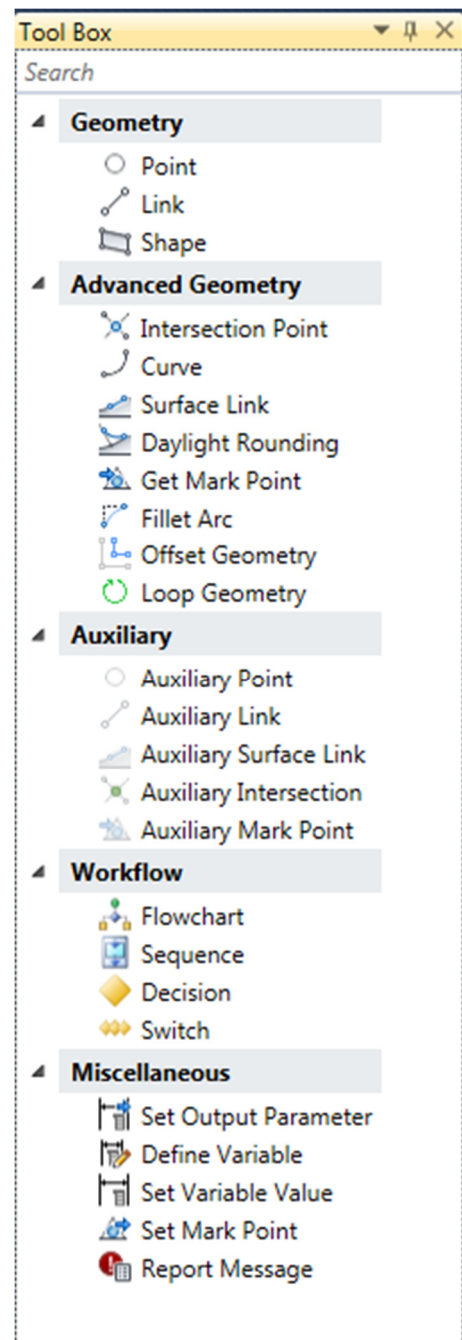 Tool Box
Search
Geometry
Point
Link
Shape
Advanced Geometry
Intersection Point
Curve
Surface Link
Daylight Rounding
Get Mark Point
Fillet Arc
Offset Geometry
Loop Geometry
Auxiliary
Auxiliary Point
Auxiliary Link
Auxiliary Surface Link
Auxiliary Intersection
Auxiliary Mark Point
Workflow
Flowchart
Sequence
Decision
Switch
Miscellaneous
Set Output Parameter
Define Variable
Set Variable Value
Set Mark Point
Report Message